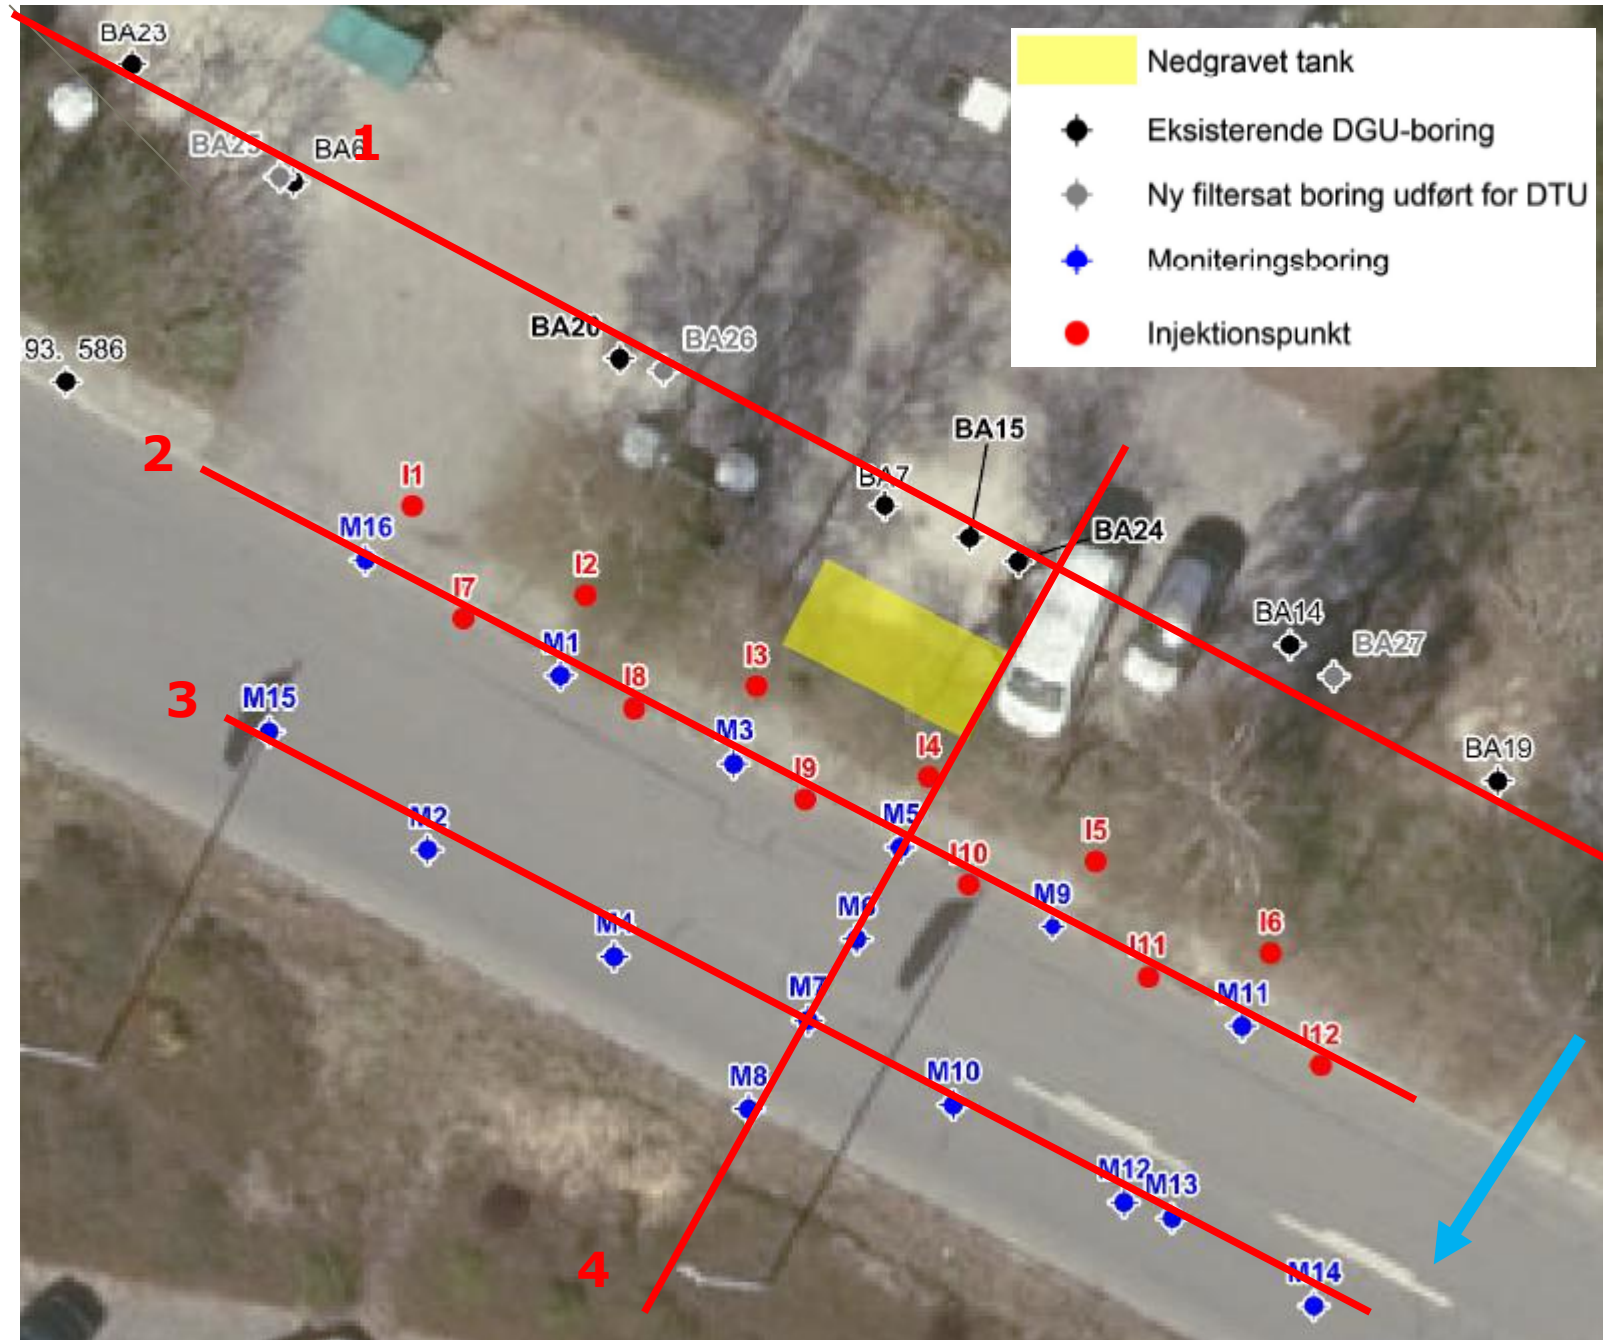 BA23
Nedgravet tank
Eksisterende DGU-boring
1
BA25
BA6
Ny filtersat boring udført for DTU
Moniteringsboring
BA20
BA26
Injektionspunkt
93. 586
BA15
2
I1
BA7
M16
BA24
I2
I7
BA14
M1
BA27
I3
I8
3
M15
M3
I4
BA19
I9
M5
M2
I10
I5
M6
M9
M4
I6
I11
M7
M11
I12
M8
M10
M12
M13
4
M14